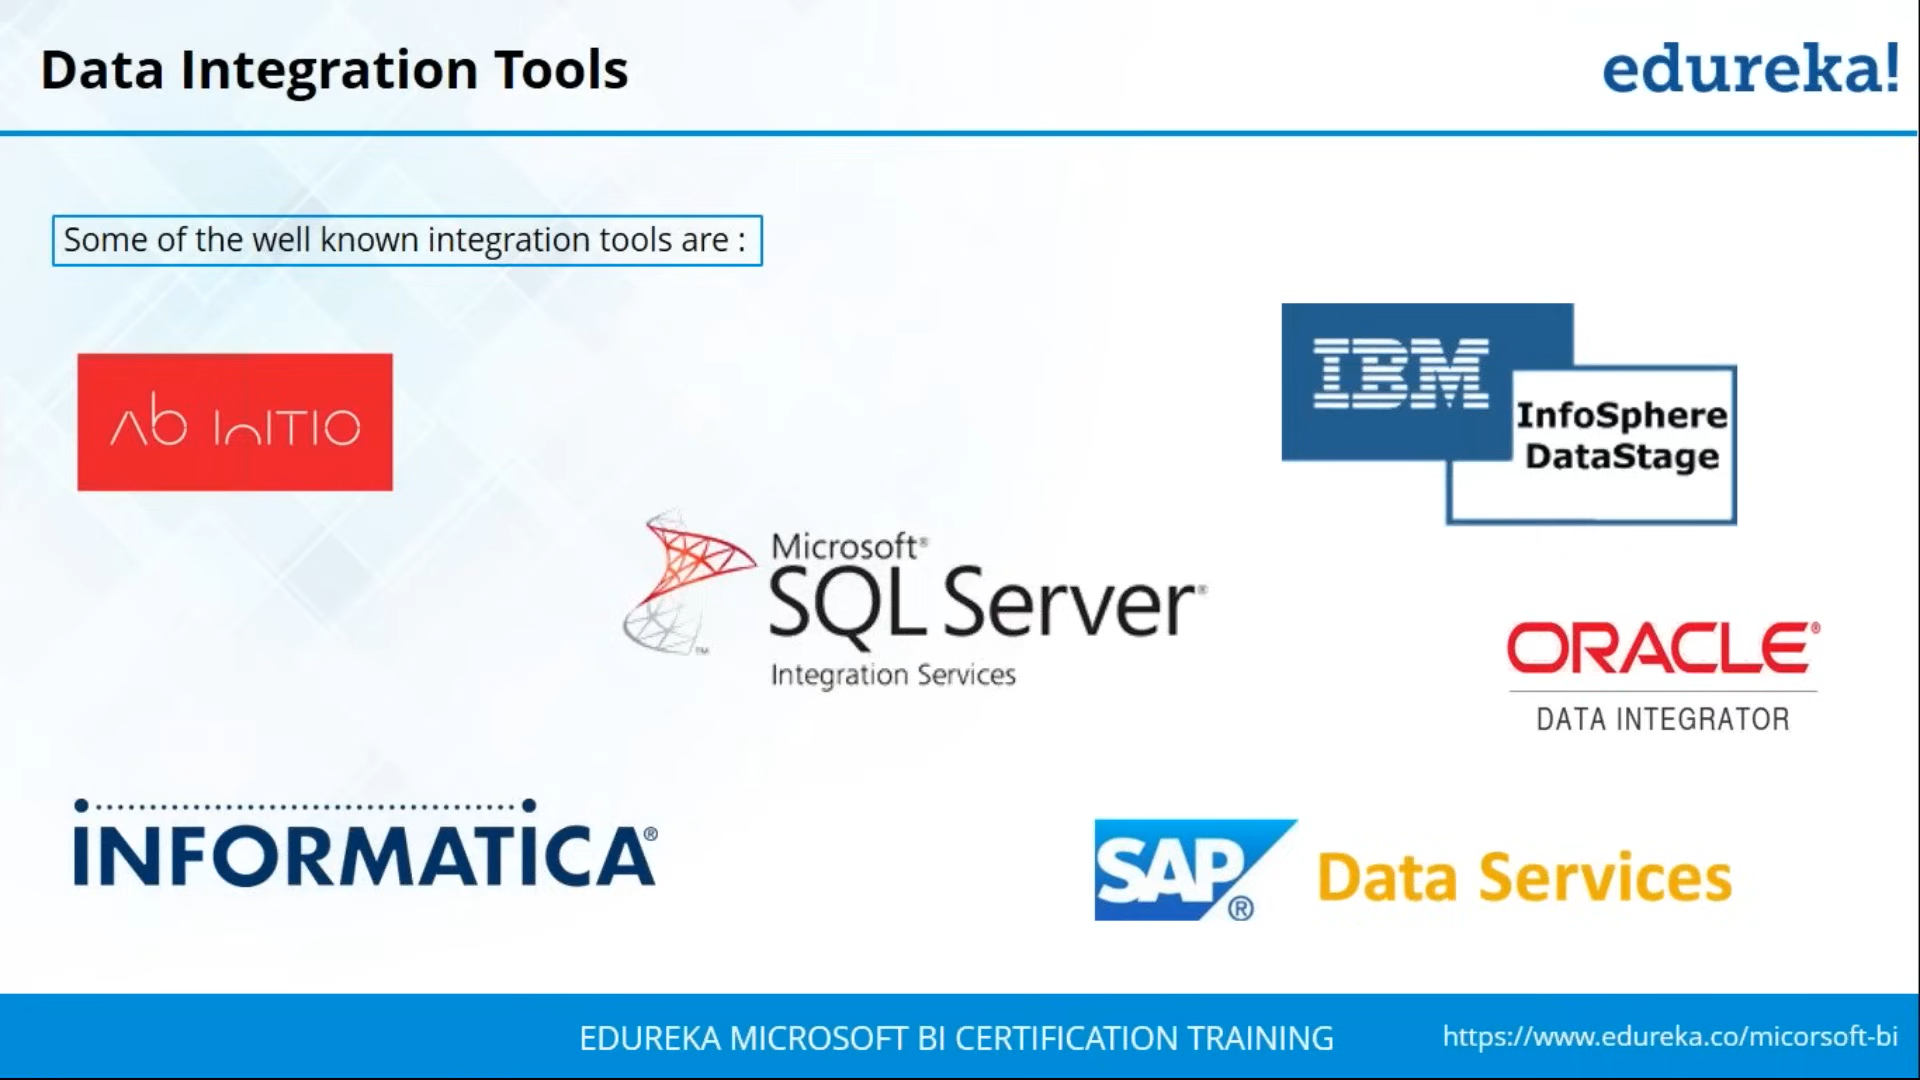 Data Integration Tools
edureka!
Some of the well known integration tools are :
Ab INITIO
IBM
InfoSphere
DataStage
Microsoft®
SQL Server®
TM
Integration Services
ORACLE®
DATA INTEGRATOR
INFORMATICA®
SAP®
Data Services
EDUREKA MICROSOFT BI CERTIFICATION TRAINING
https://www.edureka.co/micorsoft-bi